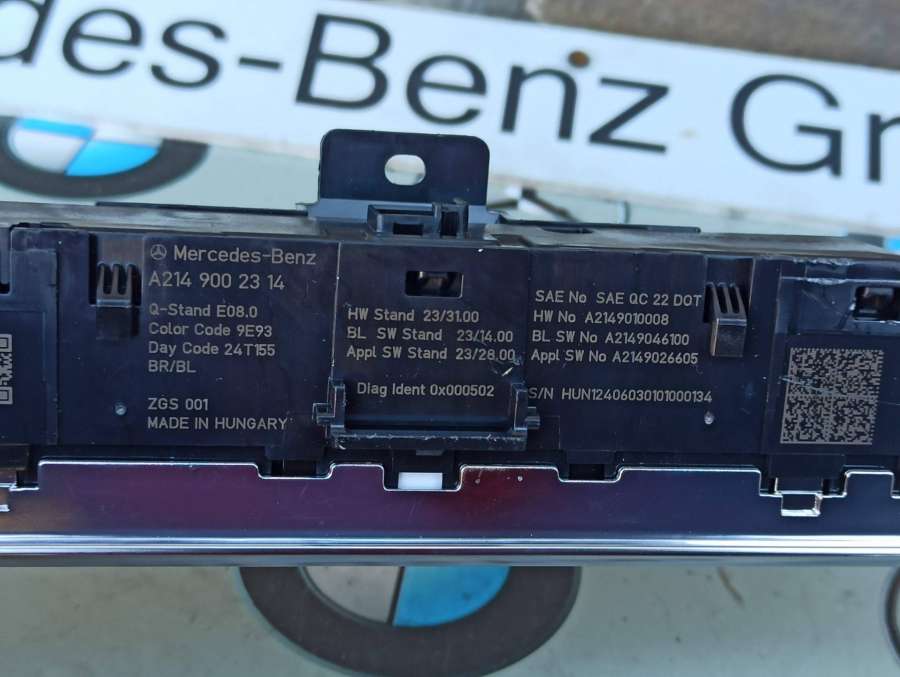 des-Benz Gr
Mercedes-Benz
A214 900 23 14
Q-Stand E08.0
Color Code 9E93
Day Code 24T155
BR/BL
ZGS 001
MADE IN HUNGARY
HW Stand 23/31.00
BL SW Stand 23/14.00
Appl SW Stand 23/28.00
Diag Ident 0x000502
SAE No SAE QC 22 DOT
HW No A2149010008
BL SW No A2149046100
Appl SW No A2149026605
S/N HUN12406030101000134